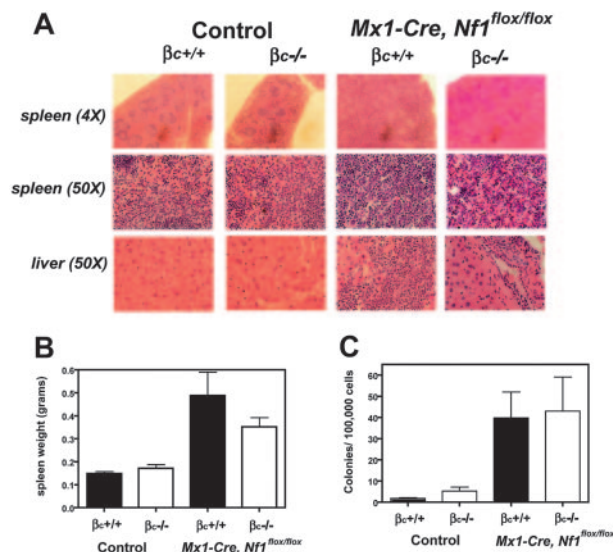 A
Control Mx1-Cre, Nf1flox/flox
βc+/+ βc-/- βc+/+ βc-/-
spleen (4X)
spleen (50X)
liver (50X)
B
spleen weight (grams)
0.6
0.5
0.4
0.3
0.2
0.1
0.0
βc+/+ βc-/- βc+/+ βc-/-
Control Mx1-Cre, Nf1flox/flox
C
Colonies/ 100,000 cells
60
50
40
30
20
10
0
βc+/+ βc-/- βc+/+ βc-/-
Control Mx1-Cre, Nf1flox/flox